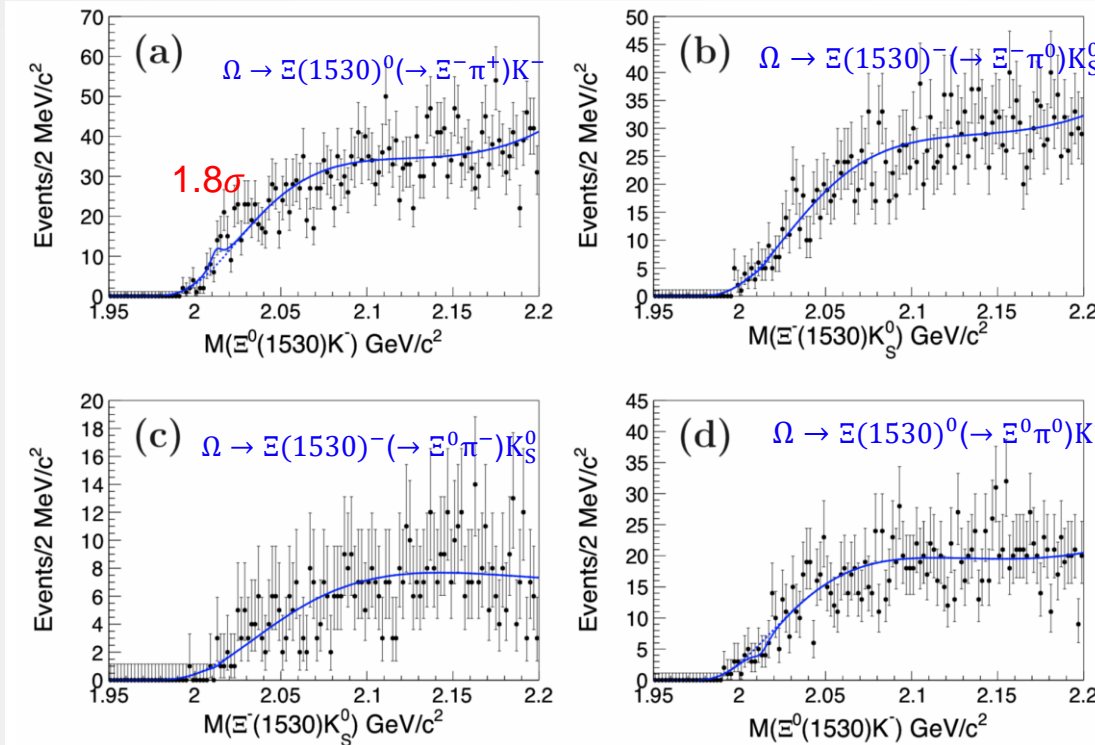 (a)
Ω → Ξ(1530)⁰(→ Ξ⁻π⁺)K⁻
1.8σ
Events/2 MeV/c²
70
60
50
40
30
20
10
0
1.95 2 2.05 2.1 2.15 2.2
M(Ξ⁰(1530)K⁻) GeV/c²
(b)
Ω → Ξ(1530)⁻(→ Ξ⁻π⁰)K⁰S
Events/2 MeV/c²
50
45
40
35
30
25
20
15
10
5
0
1.95 2 2.05 2.1 2.15 2.2
M(Ξ⁻(1530)K⁰S) GeV/c²
(c)
Ω → Ξ(1530)⁻(→ Ξ⁰π⁻)K⁰S
Events/2 MeV/c²
20
18
16
14
12
10
8
6
4
2
0
1.95 2 2.05 2.1 2.15 2.2
M(Ξ⁻(1530)K⁰S) GeV/c²
(d)
Ω → Ξ(1530)⁰(→ Ξ⁰π⁰)K
Events/2 MeV/c²
45
40
35
30
25
20
15
10
5
0
1.95 2 2.05 2.1 2.15 2.2
M(Ξ⁰(1530)K⁻) GeV/c²